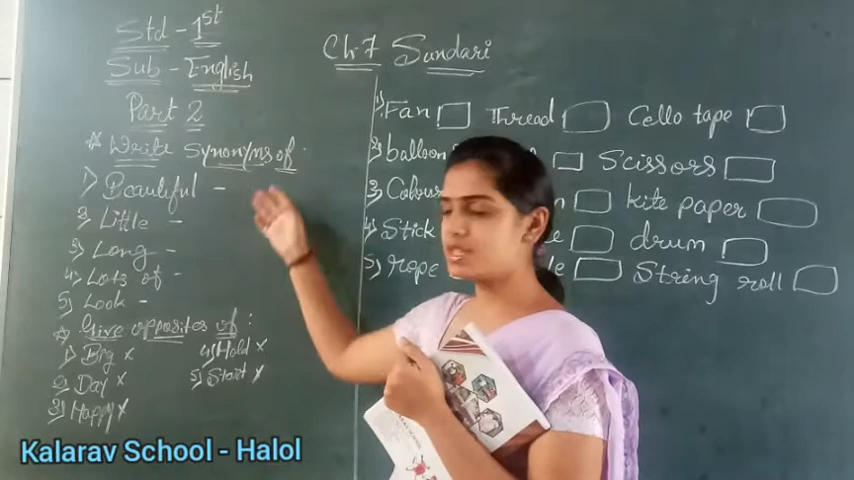 Std - 1st
Sub - English
Part 2
* Write Synonyms of
1) Beautiful -
2) Little -
3) Long -
4) Lots of -
5) Look -
* Give opposites of :
1) Big x
2) Day x
3) Happy x
4) Hold x
5) Start x
Ch-7 Sundari
1) Fan Thread Cello tape
2) balloon Scissors
3) Colour kite paper
4) Stick drum
5) rope String roll
Kalarav School - Halol